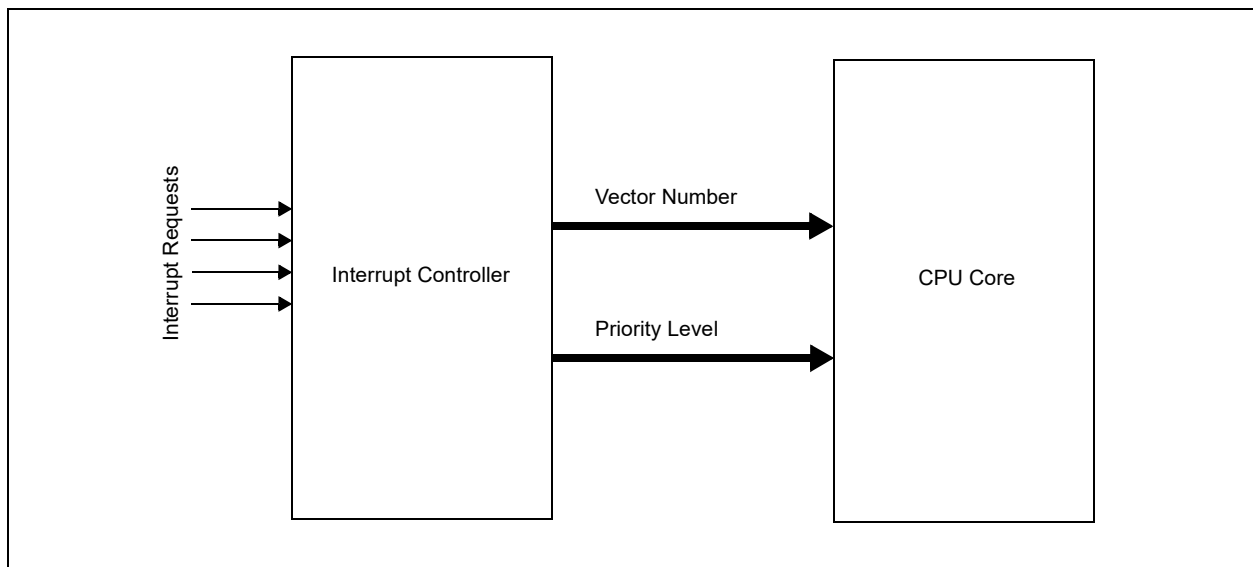 Interrupt Requests
Interrupt Controller
Vector Number
Priority Level
CPU Core